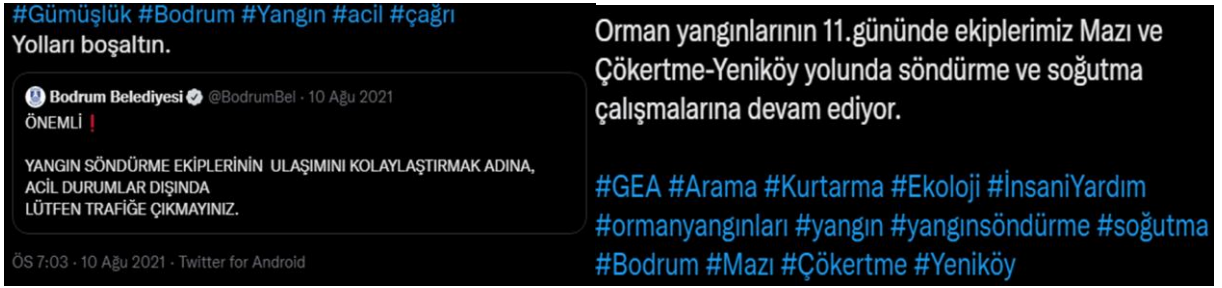 #Gümüşlük #Bodrum #Yangın #acil #çağrı
Yolları boşaltın.
Bodrum Belediyesi @BodrumBel · 10 Ağu 2021
ÖNEMLİ❗
YANGIN SÖNDÜRME EKİPLERİNİN ULAŞIMINI KOLAYLAŞTIRMAK ADINA,
ACİL DURUMLAR DIŞINDA
LÜTFEN TRAFİĞE ÇIKMAYINIZ.
ÖS 7:03 · 10 Ağu 2021 · Twitter for Android
Orman yangınlarının 11.gününde ekiplerimiz Mazı ve
Çökertme-Yeniköy yolunda söndürme ve soğutma
çalışmalarına devam ediyor.
#GEA #Arama #Kurtarma #Ekoloji #İnsaniYardım
#ormanyangınları #yangın #yangınsöndürme #soğutma
#Bodrum #Mazı #Çökertme #Yeniköy